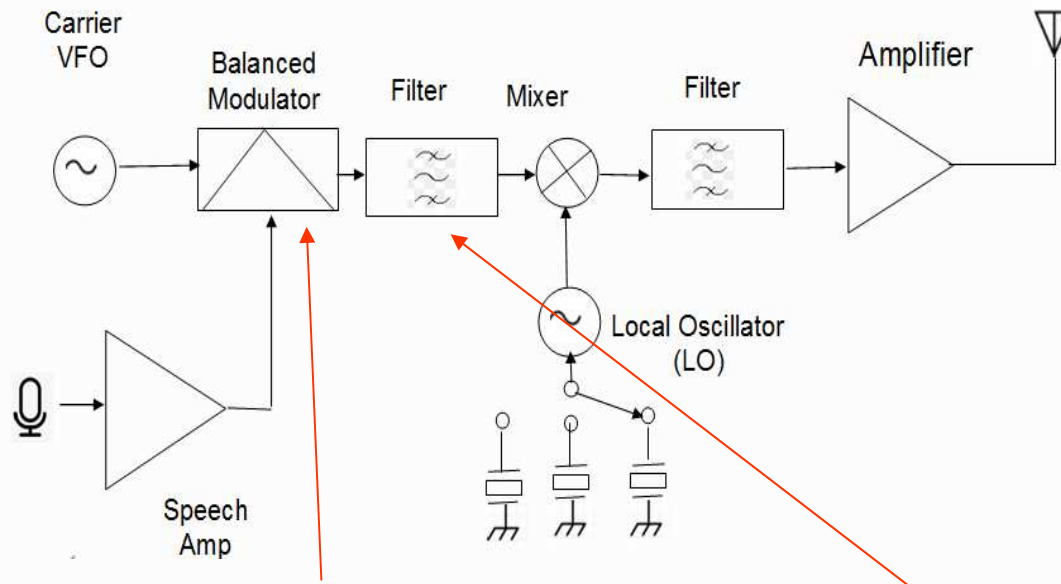 Carrier
VFO
Balanced
Modulator
Filter
Mixer
Filter
Amplifier
Local Oscillator
(LO)
Speech
Amp